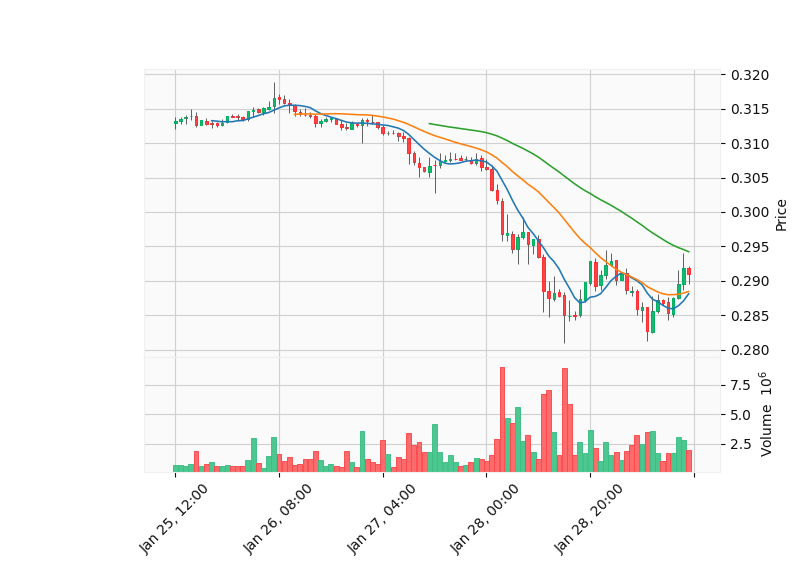 0.320
0.315
0.310
0.305
0.300
0.295
0.290
0.285
0.280
Price
7.5
5.0
2.5
Volume 10^6
Jan 25, 12:00
Jan 26, 08:00
Jan 27, 04:00
Jan 28, 00:00
Jan 28, 20:00